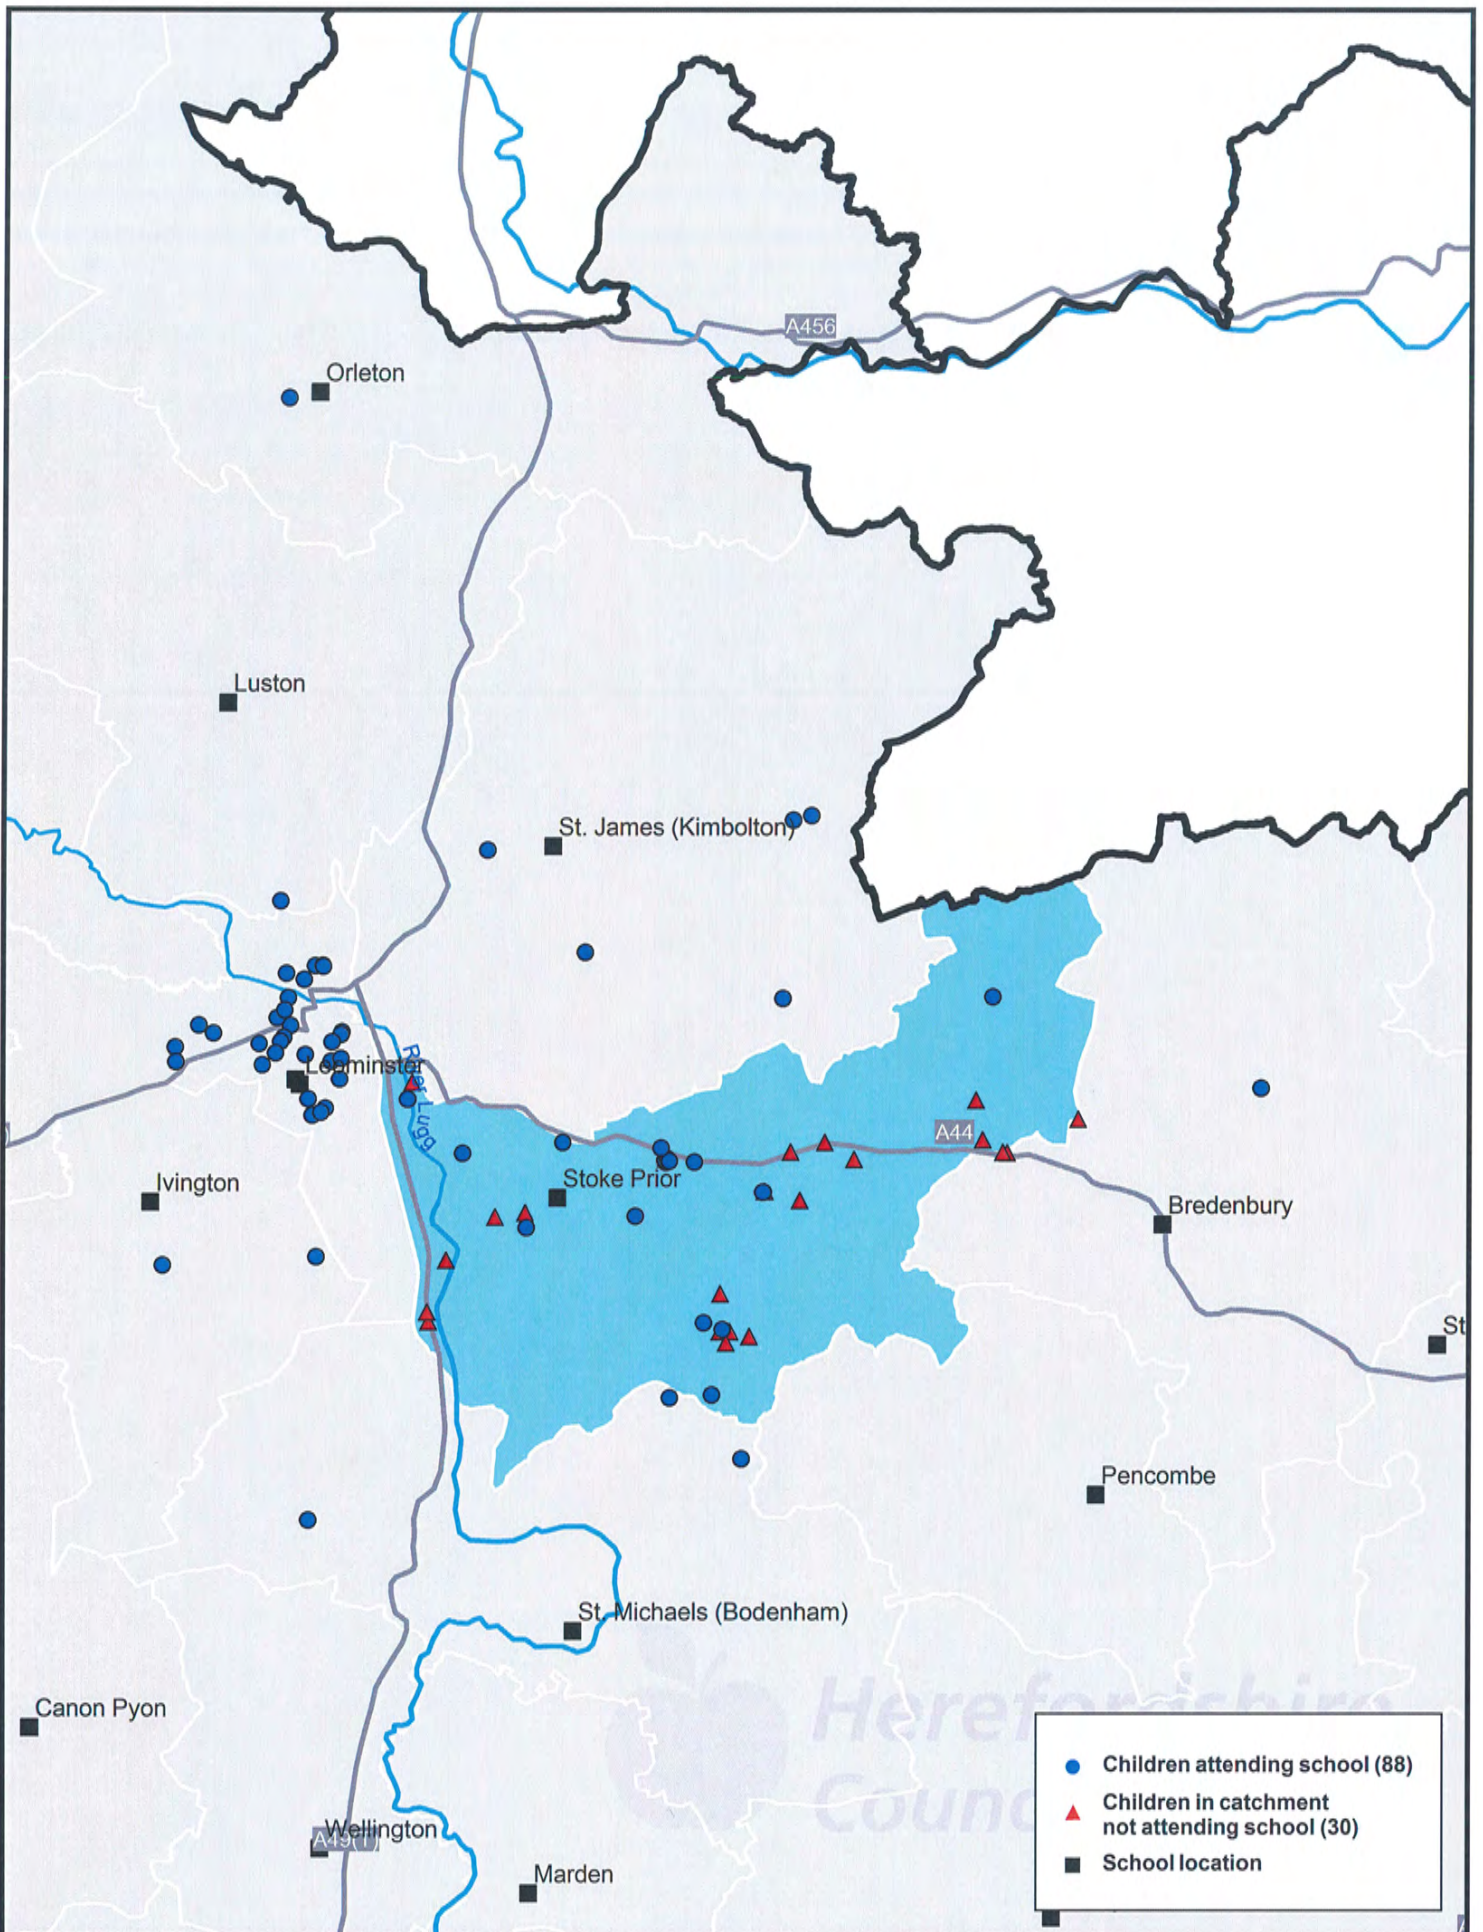 A456
Orleton
Luston
St. James (Kimbolton)
Leominster
River Lugg
A44
Stoke Prior
Ivington
Bredenbury
St
Pencombe
St. Michaels (Bodenham)
Canon Pyon
Herefordshire
Council
Wellington
A49(T)
Marden
Children attending school (88)
Children in catchment
not attending school (30)
School location